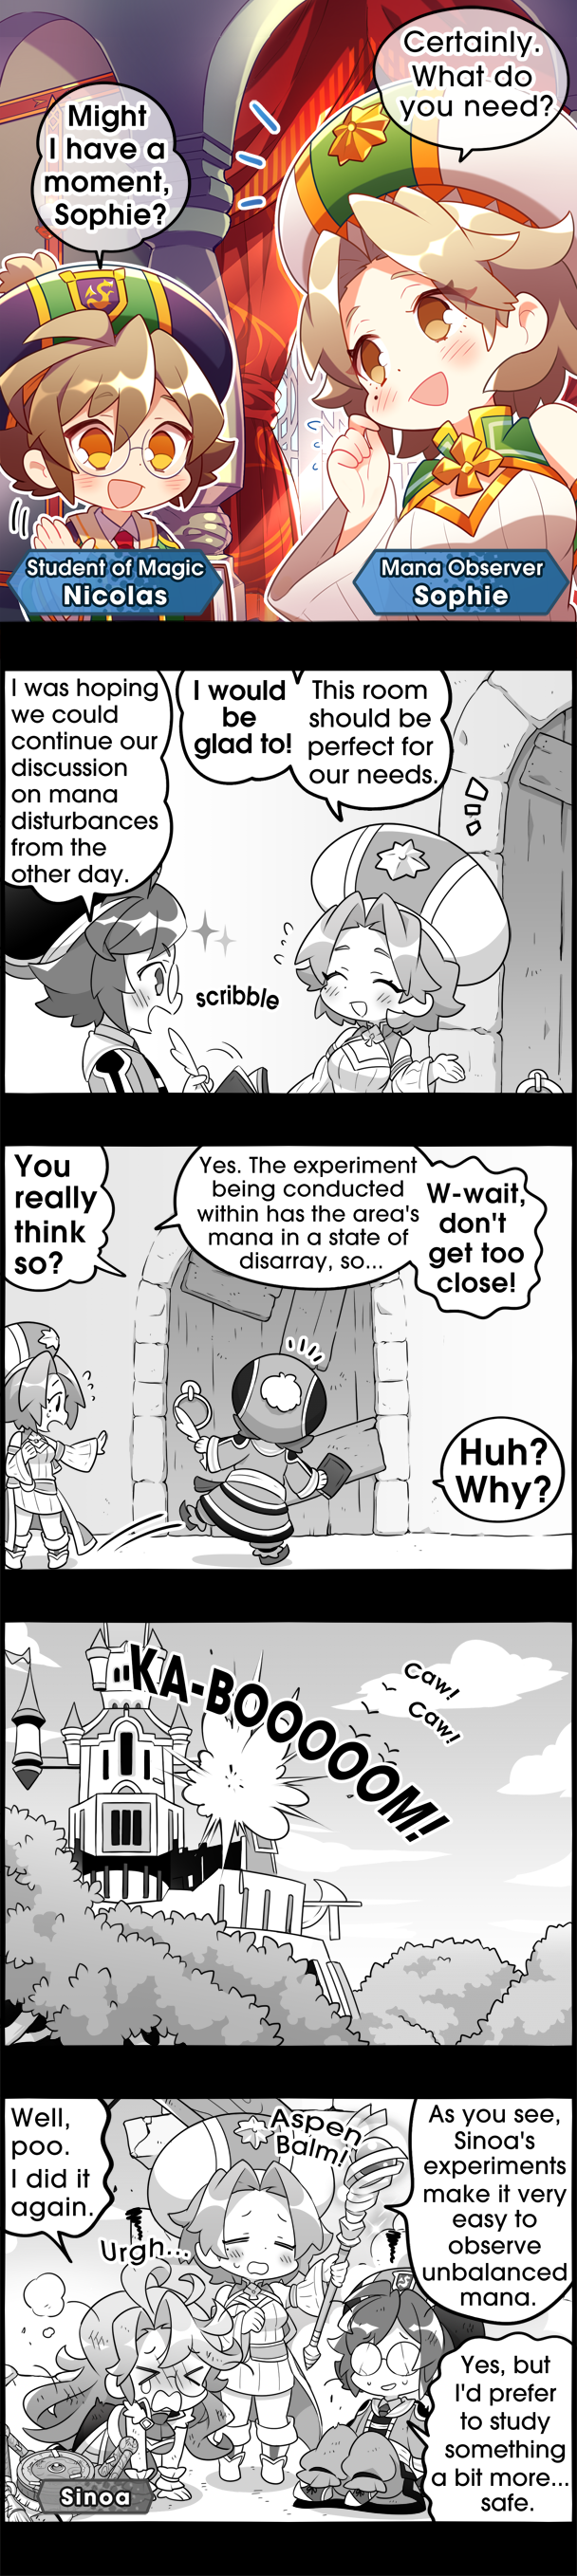 Certainly.
What do
you need?
Might
I have a
moment,
Sophie?
Student of Magic
Nicolas
Mana Observer
Sophie
I was hoping
we could
continue our
discussion
on mana
disturbances
from the
other day.
I would
be
glad to!
This room
should be
perfect for
our needs.
scribble
You
really
think
so?
Yes. The experiment
being conducted
within has the area's
mana in a state of
disarray, so...
W-wait,
don't
get too
close!
Huh?
Why?
KA-BOOOOOM!
Caw!
Caw!
Well,
poo.
I did it
again.
Urgh...
Aspen
Balm!
As you see,
Sinoa's
experiments
make it very
easy to
observe
unbalanced
mana.
Yes, but
I'd prefer
to study
something
a bit more...
safe.
Sinoa